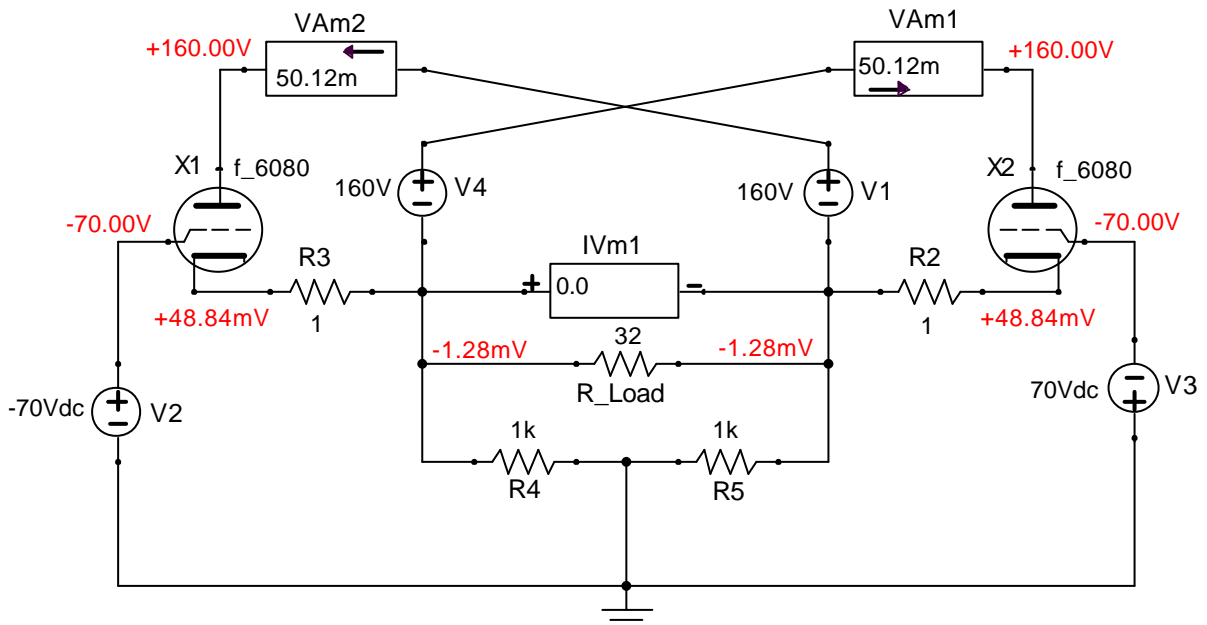 VAm2
VAm1
+160.00V
50.12m
50.12m
+160.00V
X1
f_6080
X2
f_6080
160V
V4
160V
V1
-70.00V
-70.00V
R3
IVm1
R2
+
0.0
-
1
1
+48.84mV
+48.84mV
32
-1.28mV
-1.28mV
R_Load
-70Vdc
V2
70Vdc
V3
1k
1k
R4
R5